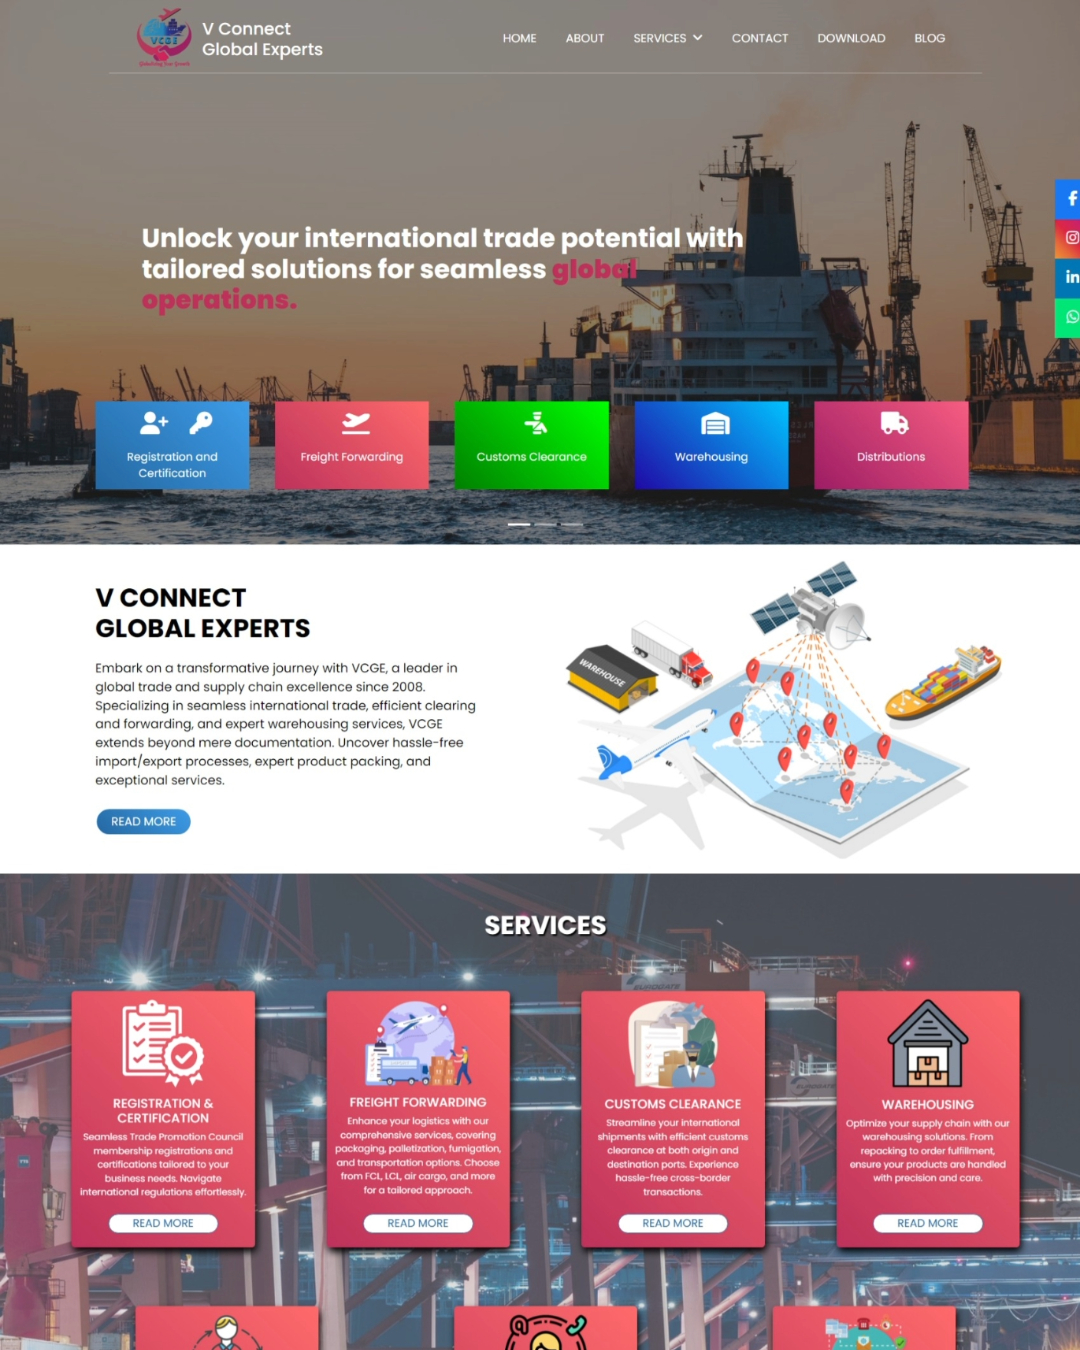 VCGE
V Connect
Global Experts
HOME
ABOUT
SERVICES
CONTACT
DOWNLOAD
BLOG
Unlock your international trade potential with
tailored solutions for seamless global
operations.
Registration and
Certification
Freight Forwarding
Customs Clearance
Warehousing
Distributions
V CONNECT
GLOBAL EXPERTS
Embark on a transformative journey with VCGE, a leader in
global trade and supply chain excellence since 2008.
Specializing in seamless international trade, efficient clearing
and forwarding, and expert warehousing services, VCGE
extends beyond mere documentation. Uncover hassle-free
import/export processes, expert product packing, and
exceptional services.
READ MORE
WAREHOUSE
SERVICES
EUROGATE
REGISTRATION &
CERTIFICATION
Seamless Trade Promotion Council
membership registrations and
certifications tailored to your
business needs. Navigate
international regulations effortlessly.
READ MORE
FREIGHT FORWARDING
Enhance your logistics with our
comprehensive services, covering
packaging, palletization, fumigation,
and transportation options. Choose
from FCL, LCL, air cargo, and more
for a tailored approach.
READ MORE
CUSTOMS CLEARANCE
Streamline your international
shipments with efficient customs
clearance at both origin and
destination ports. Experience
hassle-free cross-border
transactions.
READ MORE
EUROGATE
WAREHOUSING
Optimize your supply chain with our
warehousing solutions. From
repacking to order fulfillment,
ensure your products are handled
with precision and care.
READ MORE